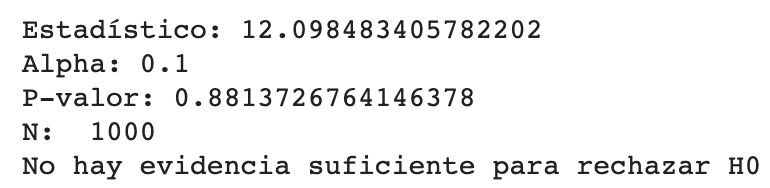 Estadístico: 12.098483405782202
Alpha: 0.1
P-valor: 0.8813726764146378
N:  1000
No hay evidencia suficiente para rechazar H0